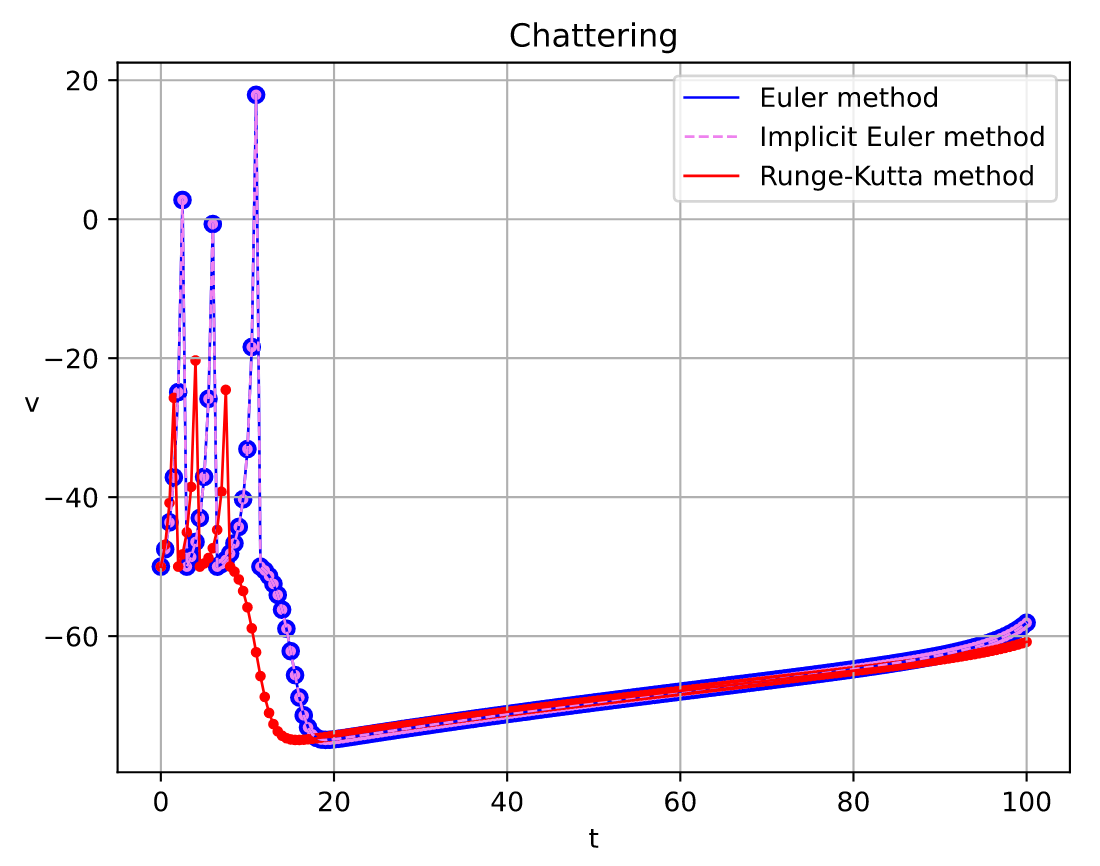 Chattering
20
0
−20
−40
−60
v
Euler method
Implicit Euler method
Runge-Kutta method
0 20 40 60 80 100
t